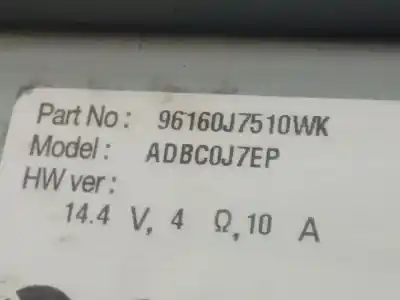 Part No: 96160J7510WK
Model: ADBC0J7EP
HW ver:
14.4 V, 4 Ω, 10 A